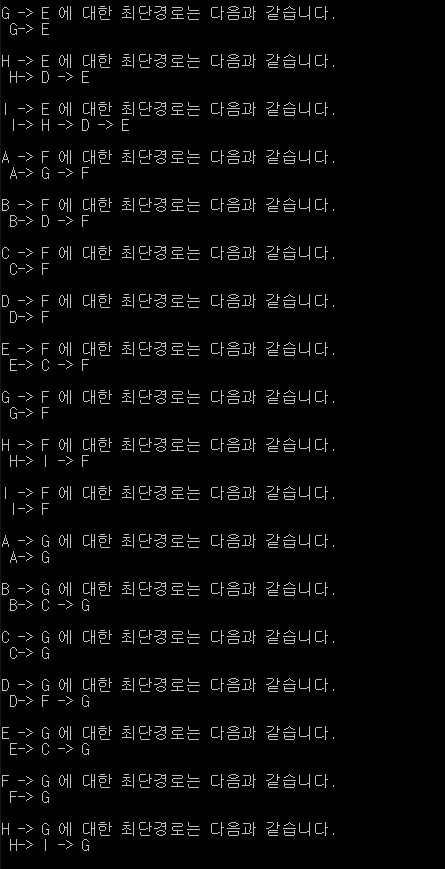 G -> E 에 대한 최단경로는 다음과 같습니다.
G-> E
H -> E 에 대한 최단경로는 다음과 같습니다.
H-> D -> E
I -> E 에 대한 최단경로는 다음과 같습니다.
I-> H -> D -> E
A -> F 에 대한 최단경로는 다음과 같습니다.
A-> G -> F
B -> F 에 대한 최단경로는 다음과 같습니다.
B-> D -> F
C -> F 에 대한 최단경로는 다음과 같습니다.
C-> F
D -> F 에 대한 최단경로는 다음과 같습니다.
D-> F
E -> F 에 대한 최단경로는 다음과 같습니다.
E-> C -> F
G -> F 에 대한 최단경로는 다음과 같습니다.
G-> F
H -> F 에 대한 최단경로는 다음과 같습니다.
H-> I -> F
I -> F 에 대한 최단경로는 다음과 같습니다.
I-> F
A -> G 에 대한 최단경로는 다음과 같습니다.
A-> G
B -> G 에 대한 최단경로는 다음과 같습니다.
B-> C -> G
C -> G 에 대한 최단경로는 다음과 같습니다.
C-> G
D -> G 에 대한 최단경로는 다음과 같습니다.
D-> F -> G
E -> G 에 대한 최단경로는 다음과 같습니다.
E-> C -> G
F -> G 에 대한 최단경로는 다음과 같습니다.
F-> G
H -> G 에 대한 최단경로는 다음과 같습니다.
H-> I -> G